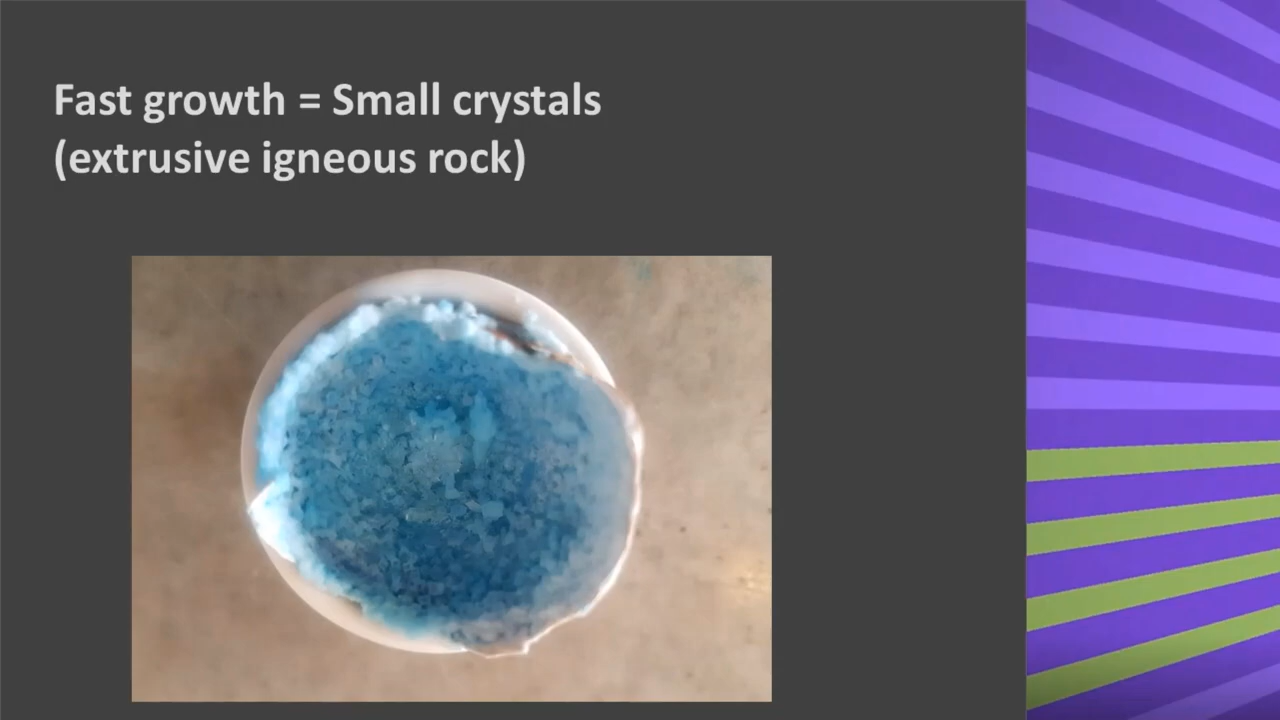 Fast growth = Small crystals
(extrusive igneous rock)